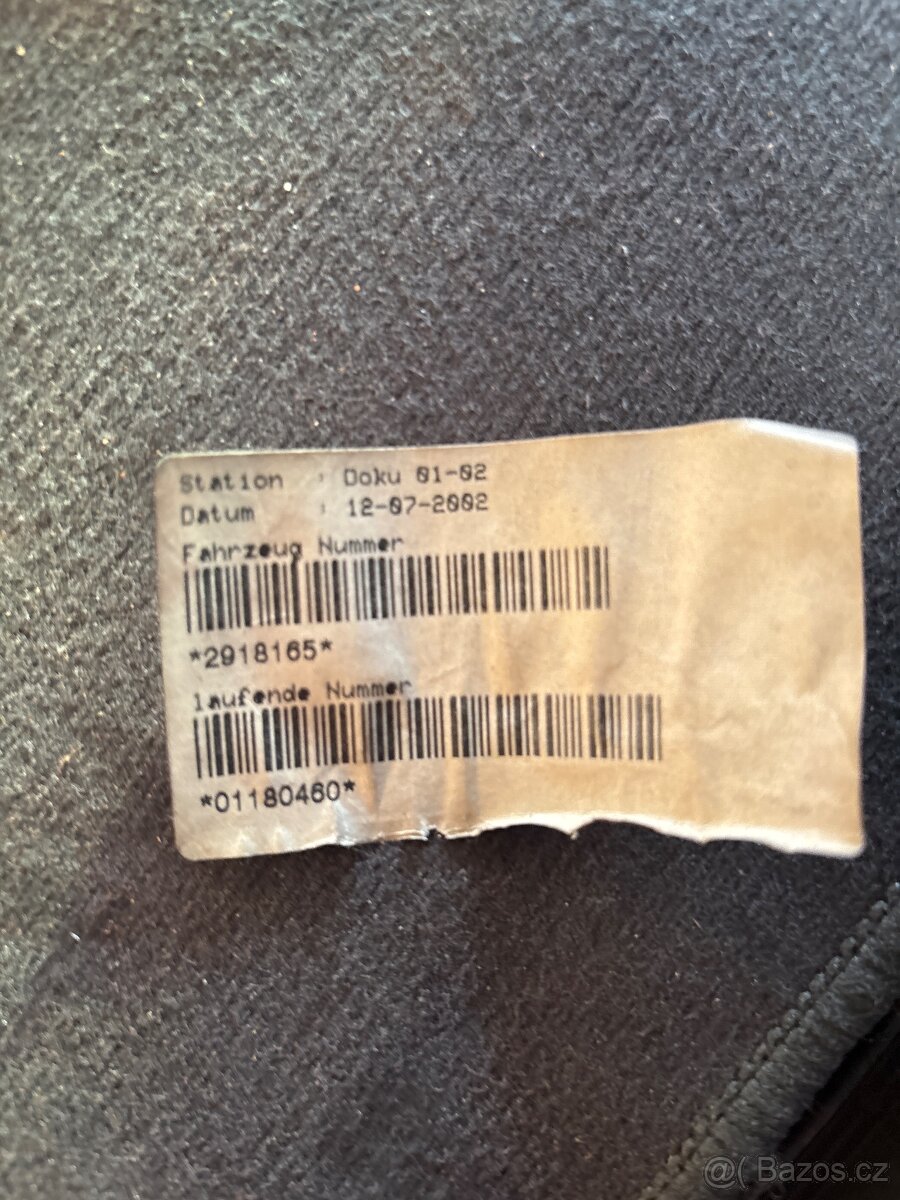 Station : Doku 01-02
Datum : 12-07-2002
Fahrzeug Nummer
*2918165*
laufende Nummer
*01180460*
@( Bazos.cz